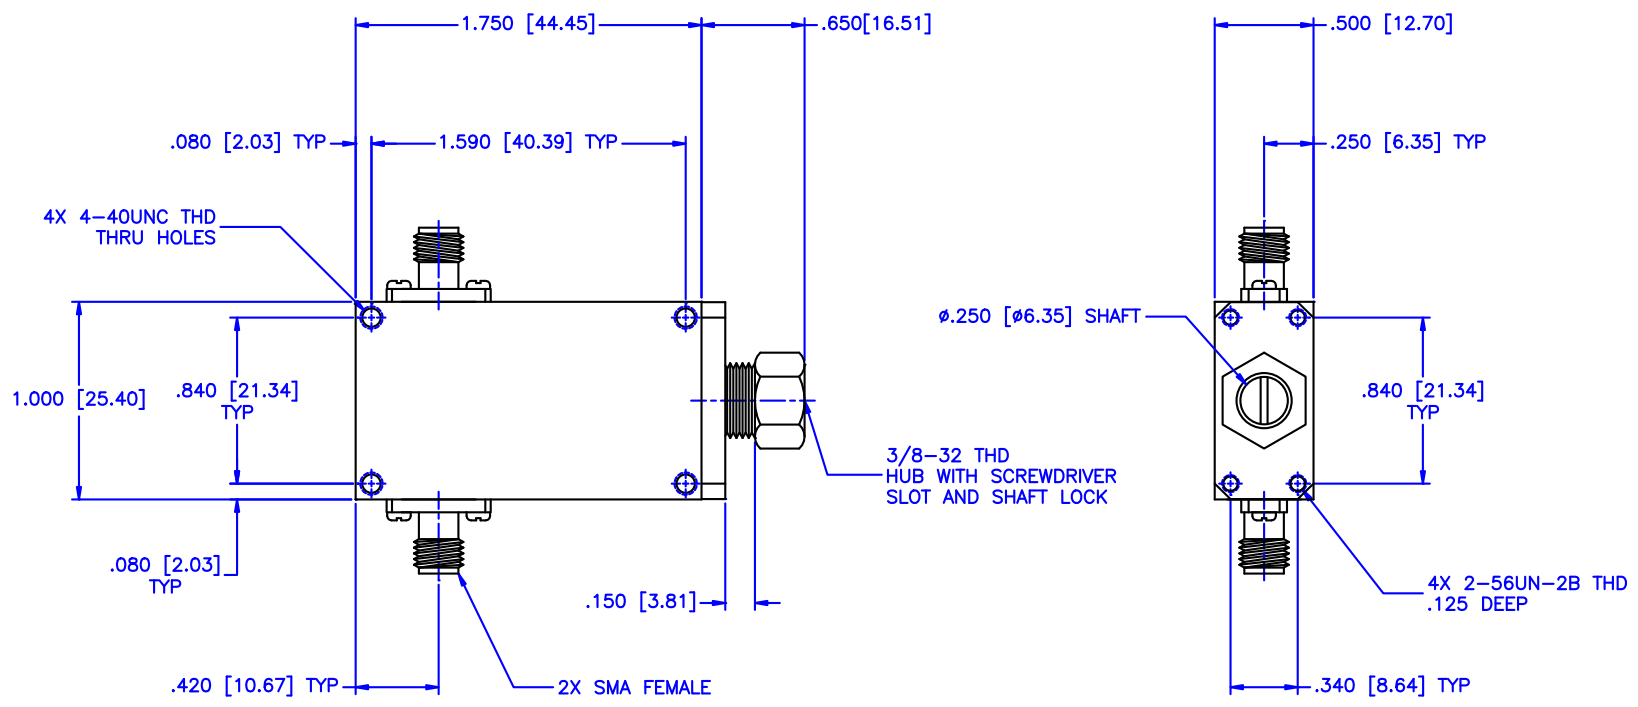 1.750 [44.45]
.650[16.51]
.500 [12.70]
.080 [2.03] TYP
1.590 [40.39] TYP
.250 [6.35] TYP
4X 4-40UNC THD
THRU HOLES
ø.250 [ø6.35] SHAFT
1.000 [25.40]
.840 [21.34]
TYP
.840 [21.34]
TYP
3/8-32 THD
HUB WITH SCREWDRIVER
SLOT AND SHAFT LOCK
.080 [2.03]
TYP
.150 [3.81]
4X 2-56UN-2B THD
.125 DEEP
.420 [10.67] TYP
2X SMA FEMALE
.340 [8.64] TYP